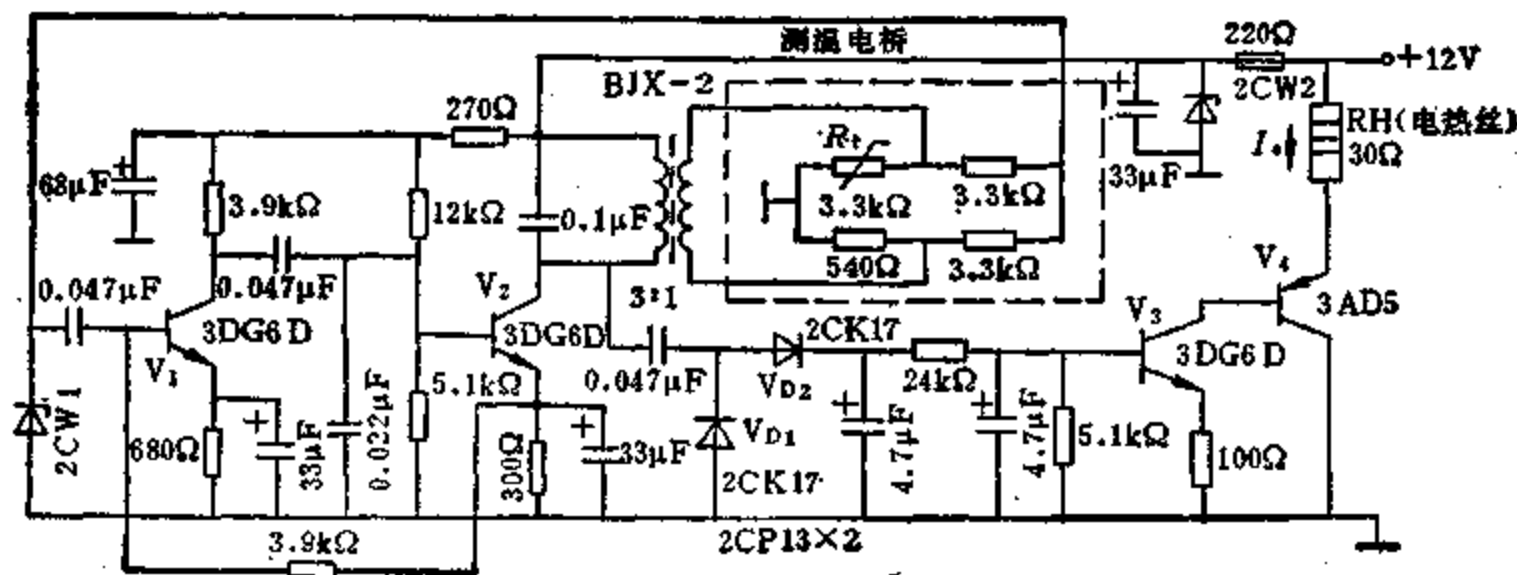 测温电桥
220Ω
+12V
BJX-2
2CW2
270Ω
RH(电热丝)
30Ω
+
68μF
+
33μF
3.9kΩ
12kΩ
0.1μF
3.3kΩ
3.3kΩ
540Ω
3.3kΩ
0.047μF
0.047μF
V₂
3:1
V₄
3AD5
3DG6D
3DG6D
2CK17
V₃
3DG6D
V₁
5.1kΩ
0.047μF
V_D2
24kΩ
2CW1
680Ω
+
33μF
0.022μF
300Ω
+
33μF
V_D1
2CK17
+
4.7μF
+
4.7μF
5.1kΩ
100Ω
3.9kΩ
2CP13×2